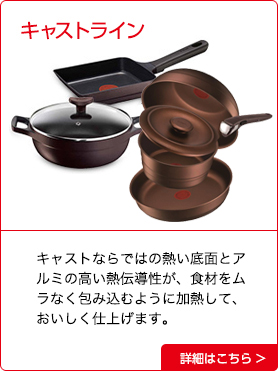 キャストライン
キャストならではの熱い底面とア
ルミの高い熱伝導性が、食材をム
ラなく包み込むように加熱して、
おいしく仕上げます。
詳細はこちら >